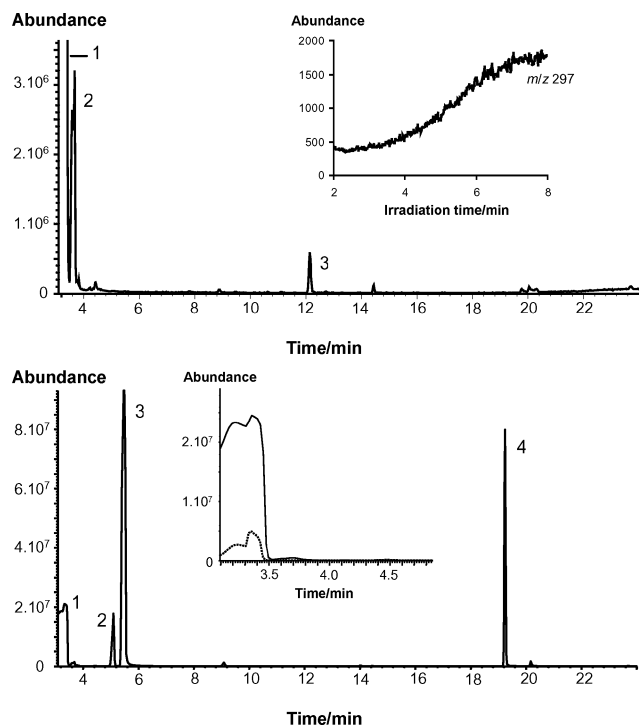 Abundance
3.10⁶
2.10⁶
1.10⁶
0
1
2
3
4 6 8 10 12 14 16 18 20 22
Time/min
Abundance
2000
1500
1000
500
0
m/z 297
2 4 6 8
Irradiation time/min
Abundance
8.10⁷
6.10⁷
4.10⁷
2.10⁷
0
1
2
3
4
4 6 8 10 12 14 16 18 20 22
Time/min
Abundance
2.10⁷
1.10⁷
0
3.5 4.0 4.5
Time/min